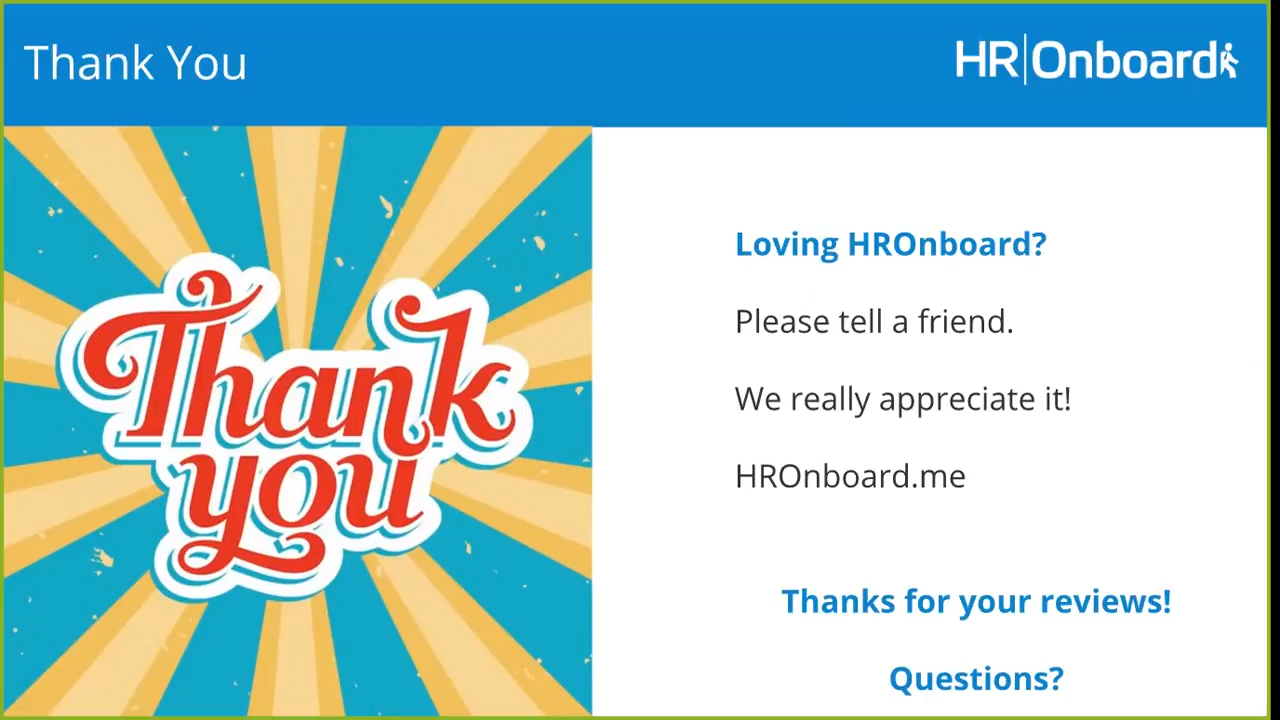 Thank You
HR|Onboard
Thank
you
Loving HROnboard?
Please tell a friend.
We really appreciate it!
HROnboard.me
Thanks for your reviews!
Questions?